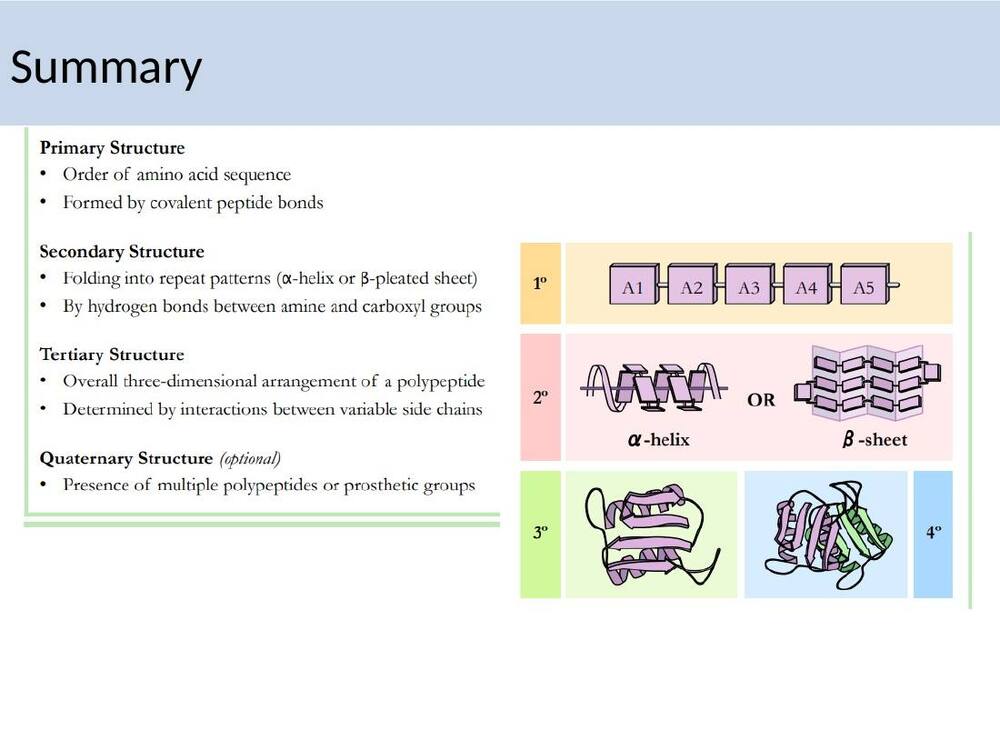 Summary
Primary Structure
• Order of amino acid sequence
• Formed by covalent peptide bonds
Secondary Structure
• Folding into repeat patterns (α-helix or β-pleated sheet)
• By hydrogen bonds between amine and carboxyl groups
Tertiary Structure
• Overall three-dimensional arrangement of a polypeptide
• Determined by interactions between variable side chains
Quaternary Structure (optional)
• Presence of multiple polypeptides or prosthetic groups
1º
A1 A2 A3 A4 A5
2º
OR
α-helix
β-sheet
3º
4º